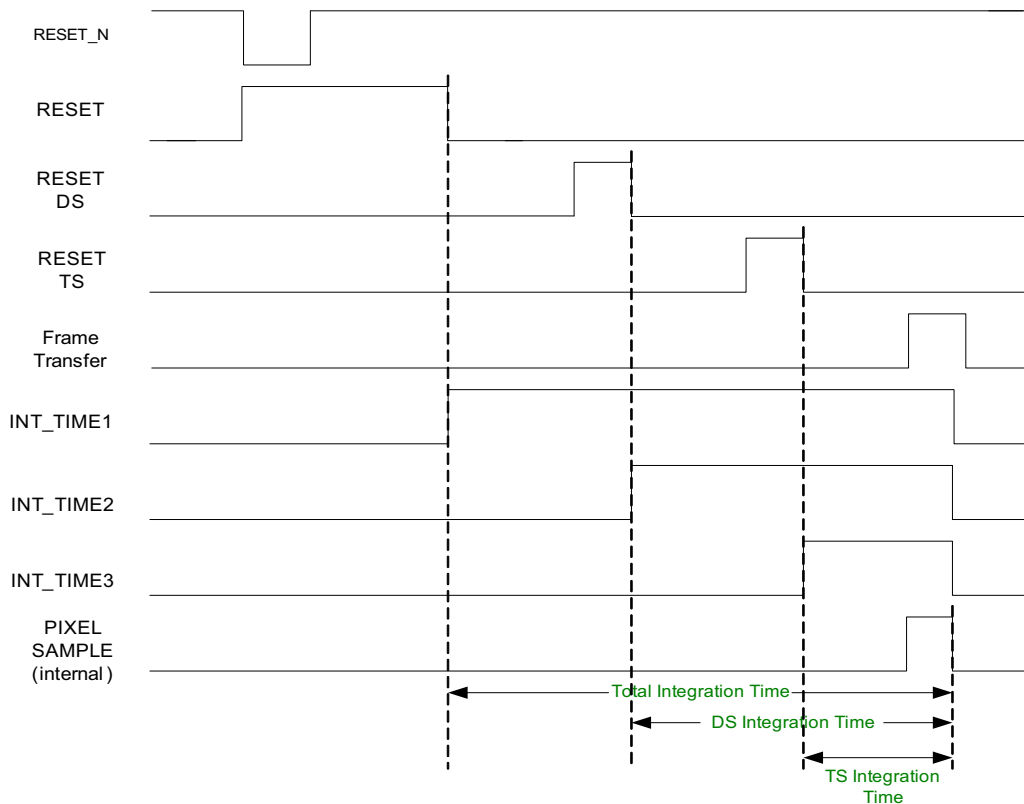 RESET_N
RESET
RESET
DS
RESET
TS
Frame
Transfer
INT_TIME1
INT_TIME2
INT_TIME3
PIXEL
SAMPLE
(internal)
Total Integration Time
DS Integration Time
TS Integration
Time